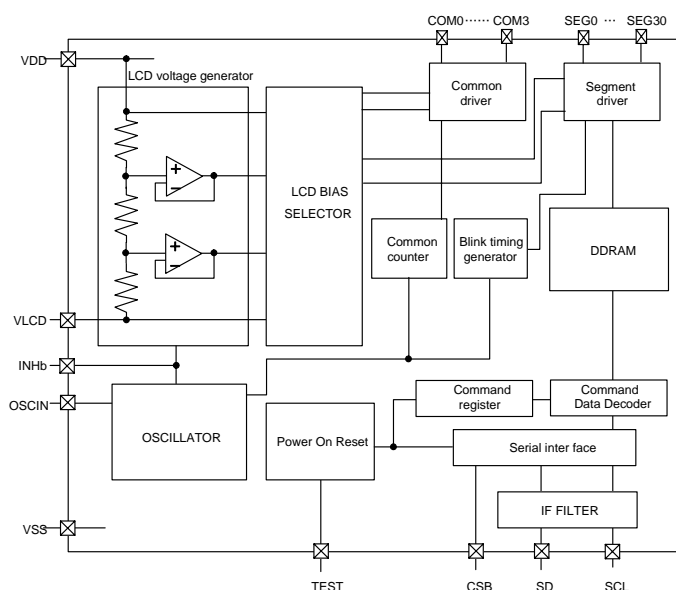 COM0 ······ COM3 SEG0 ··· SEG30
VDD
LCD voltage generator
Common
driver
Segment
driver
+
−
LCD BIAS
SELECTOR
+
−
Common
counter
Blink timing
generator
DDRAM
VLCD
INHb
OSCIN
OSCILLATOR
Power On Reset
Command
register
Command
Data Decoder
Serial inter face
IF FILTER
VSS
TEST CSB SD SCL